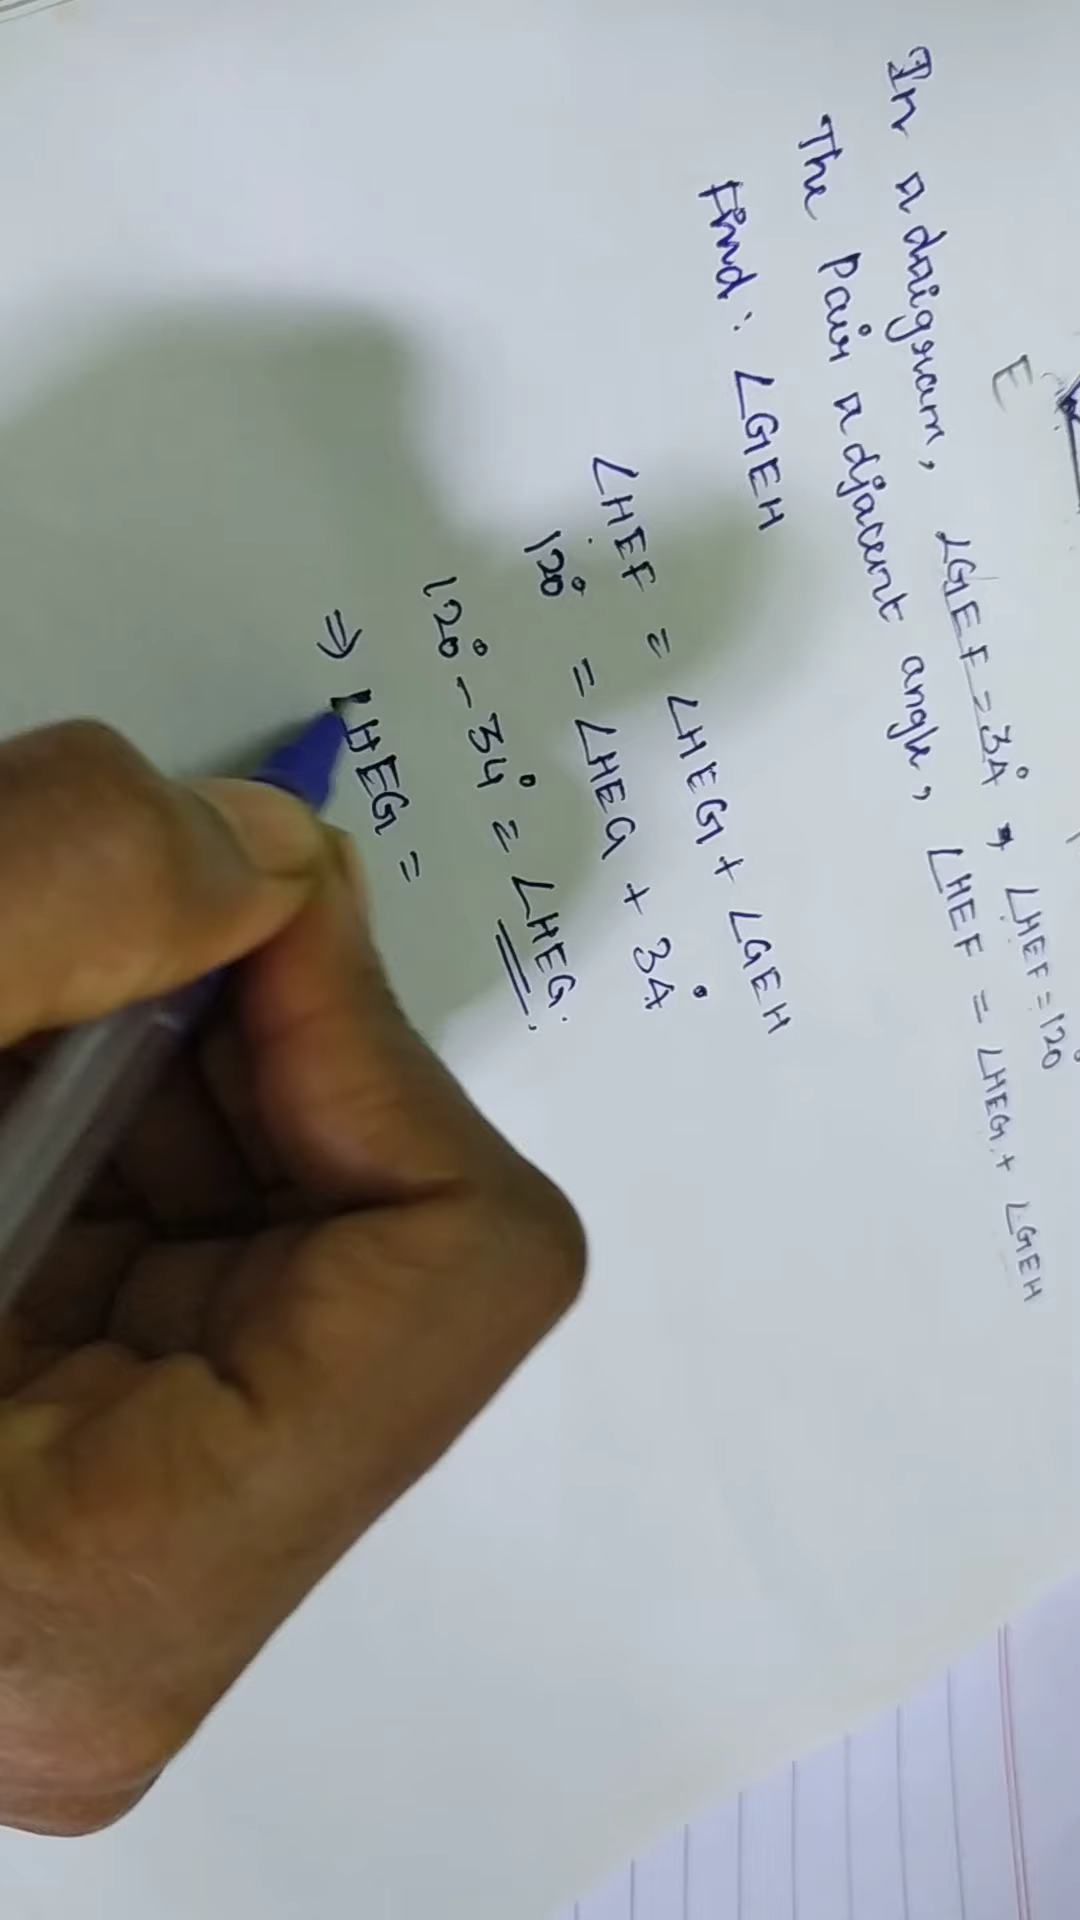 E
In a daigram, ∠GEF = 34°, ∠HEF = 120°
The Pair adjacent angle, ∠HEF = ∠HEG + ∠GEH
Find: ∠GEH
∠HEF = ∠HEG + ∠GEH
120° = ∠HEG + 34°
120° - 34° = ∠HEG.
⇒ ∠HEG =